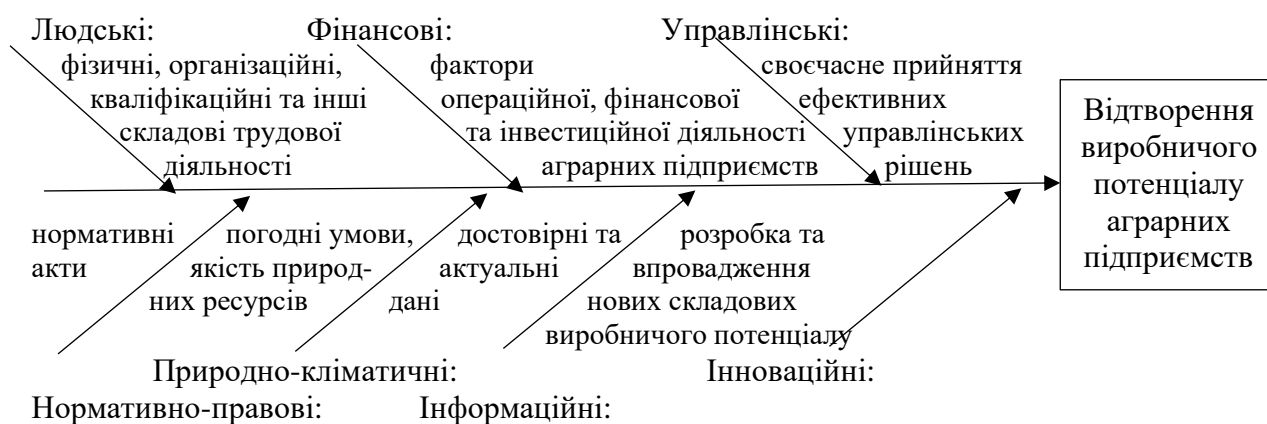 Людські:
фізичні, організаційні,
кваліфікаційні та інші
складові трудової
діяльності
Фінансові:
фактори
операційної, фінансової
та інвестиційної діяльності
аграрних підприємств
Управлінські:
своєчасне прийняття
ефективних
управлінських
рішень
Відтворення
виробничого
потенціалу
аграрних
підприємств
нормативні
акти
погодні умови,
якість природ-
них ресурсів
достовірні та
актуальні
дані
розробка та
впровадження
нових складових
виробничого потенціалу
Природно-кліматичні:
Інноваційні:
Нормативно-правові:
Інформаційні: